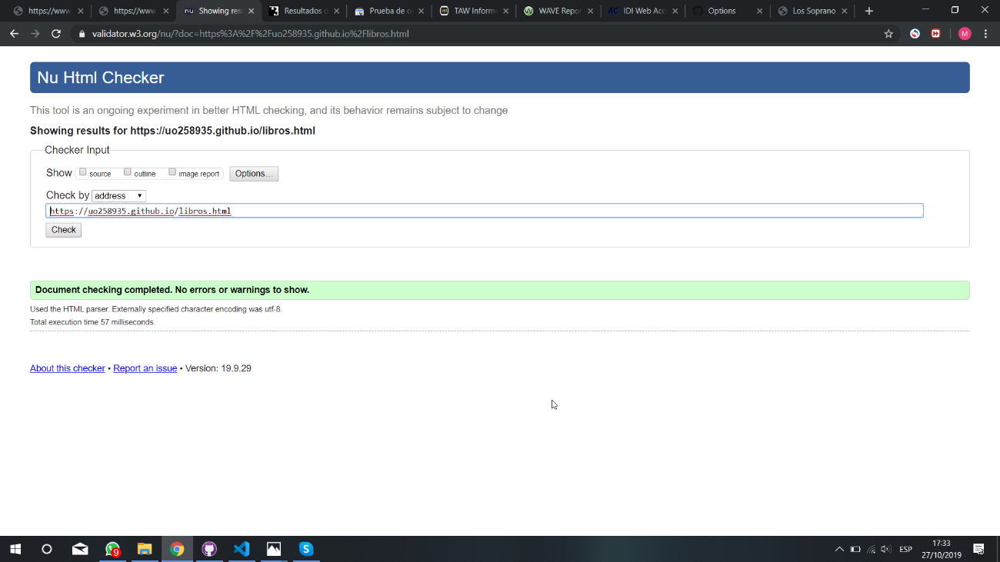 https://www
https://www
nu Showing res
Resultados d
Prueba de o
TAW Inform
WAVE Repor
AC IDI Web Acc
Options
Los Soprano
validator.w3.org/nu/?doc=https%3A%2F%2Fuo258935.github.io%2Flibros.html
M
Nu Html Checker
This tool is an ongoing experiment in better HTML checking, and its behavior remains subject to change
Showing results for https://uo258935.github.io/libros.html
Checker Input
Show source outline image report Options...
Check by address
https://uo258935.github.io/libros.html
Check
Document checking completed. No errors or warnings to show.
Used the HTML parser. Externally specified character encoding was utf-8.
Total execution time 57 milliseconds.
About this checker • Report an issue • Version: 19.9.29
9
ESP
17:33
27/10/2019